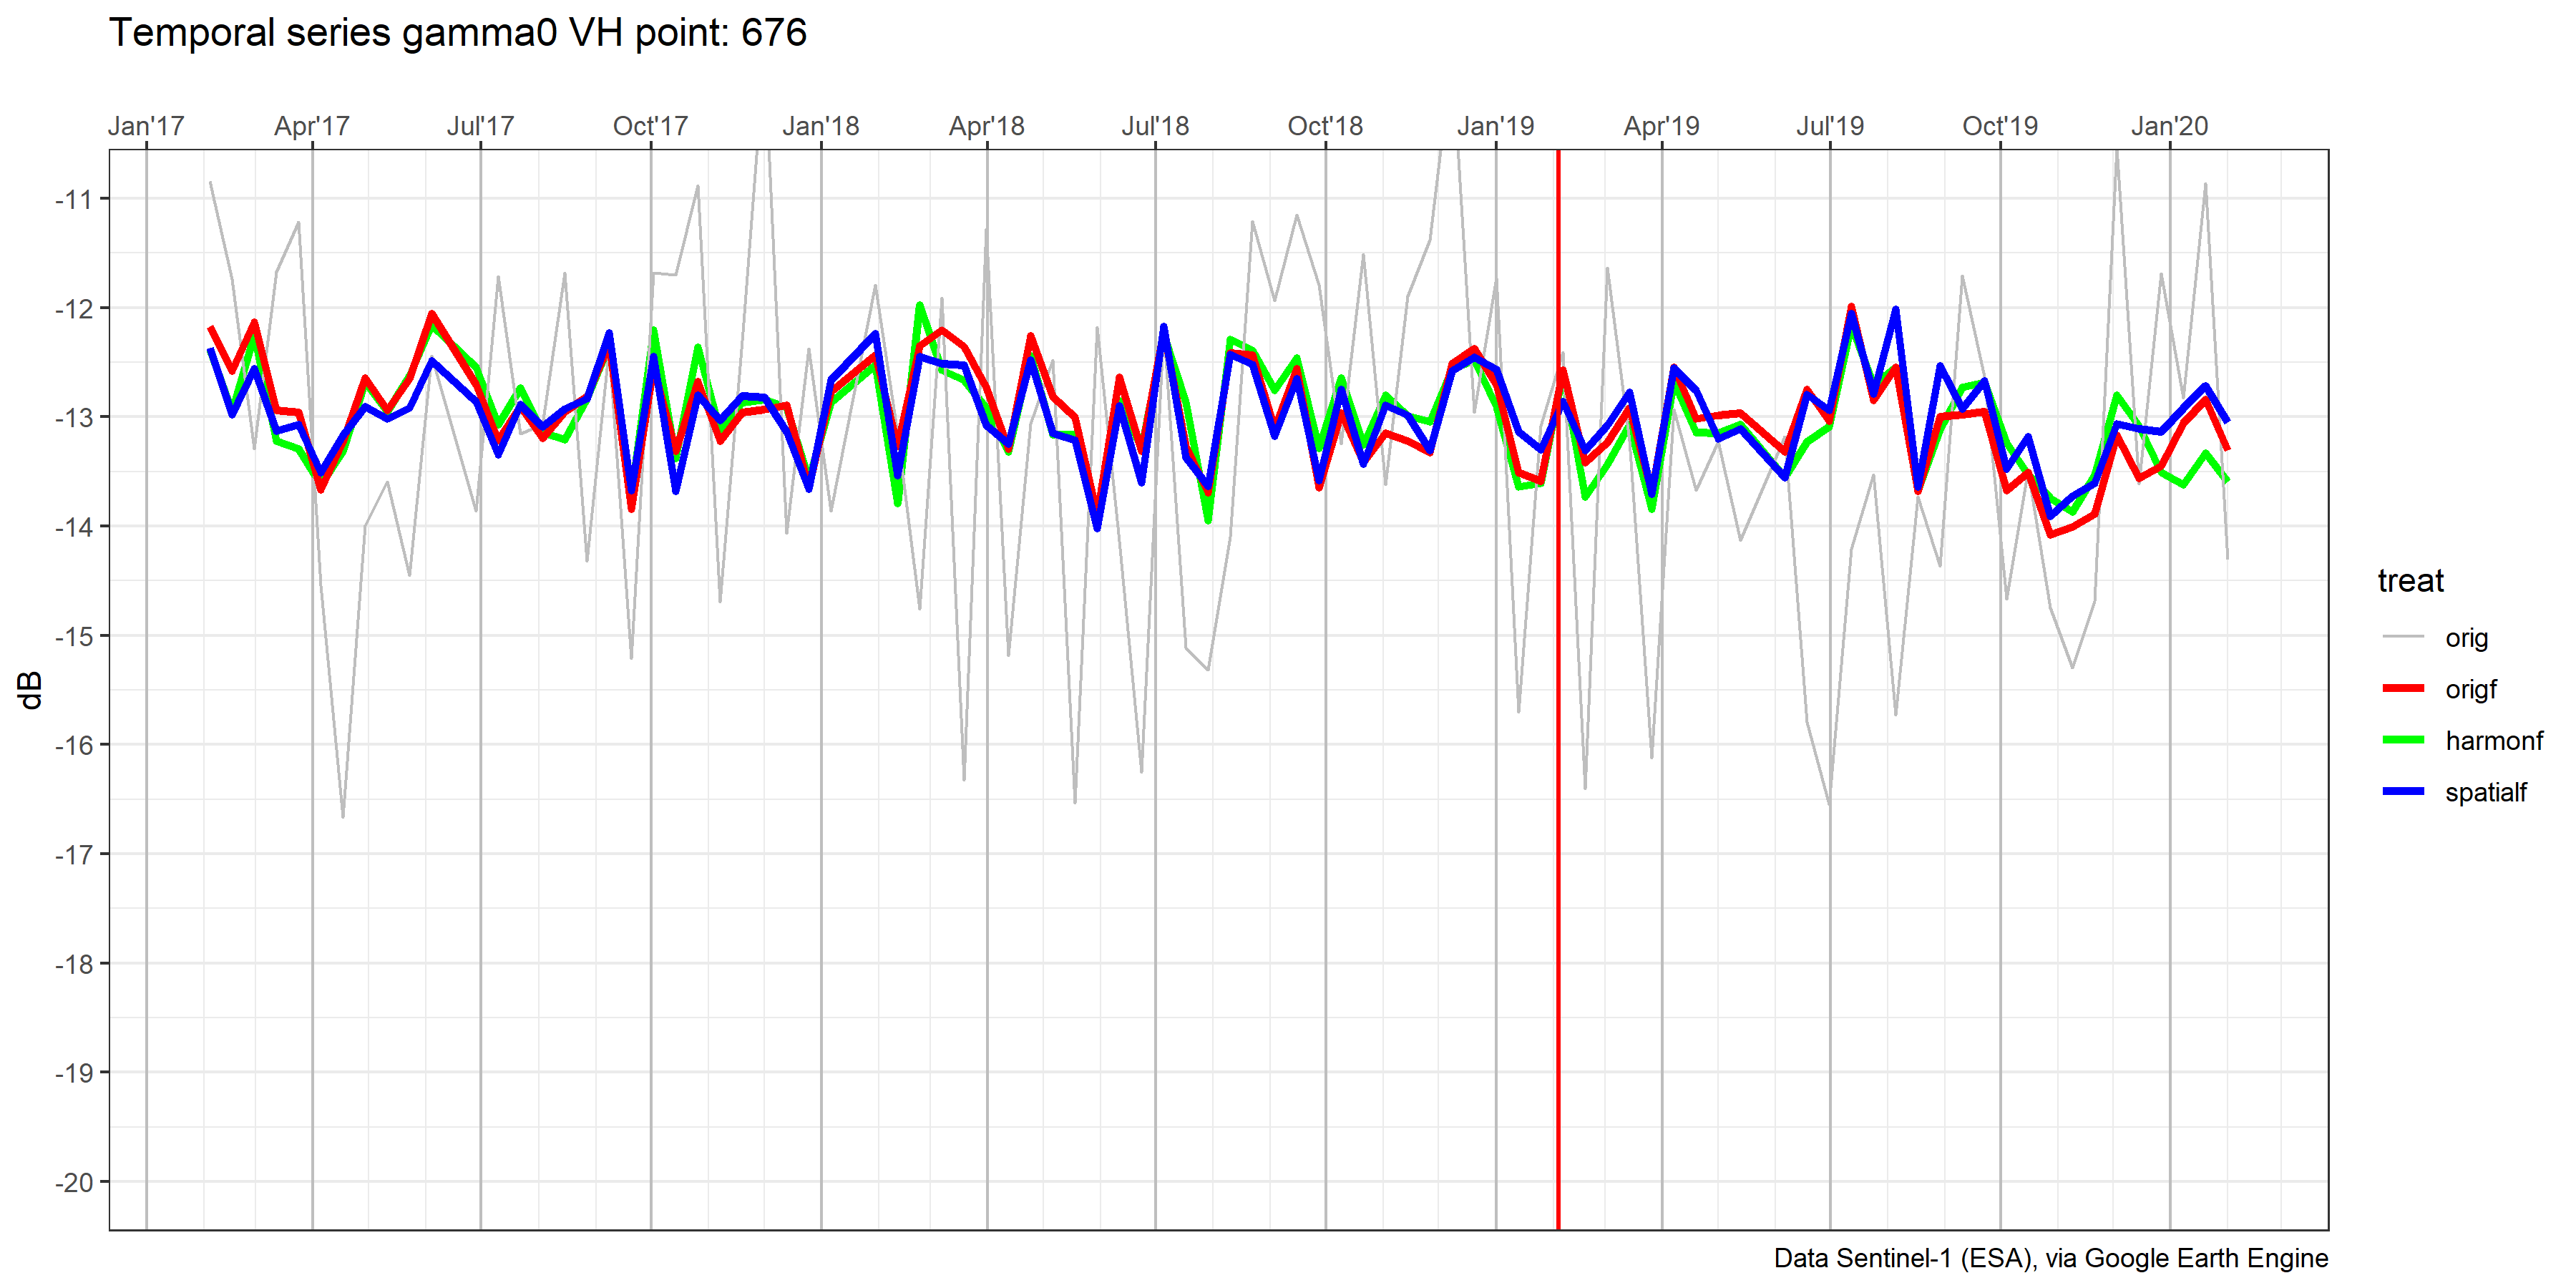 Temporal series gamma0 VH point: 676
Jan'17 Apr'17 Jul'17 Oct'17 Jan'18 Apr'18 Jul'18 Oct'18 Jan'19 Apr'19 Jul'19 Oct'19 Jan'20
-11
-12
-13
-14
-15
-16
-17
-18
-19
-20
dB
treat
orig
origf
harmonf
spatialf
Data Sentinel-1 (ESA), via Google Earth Engine